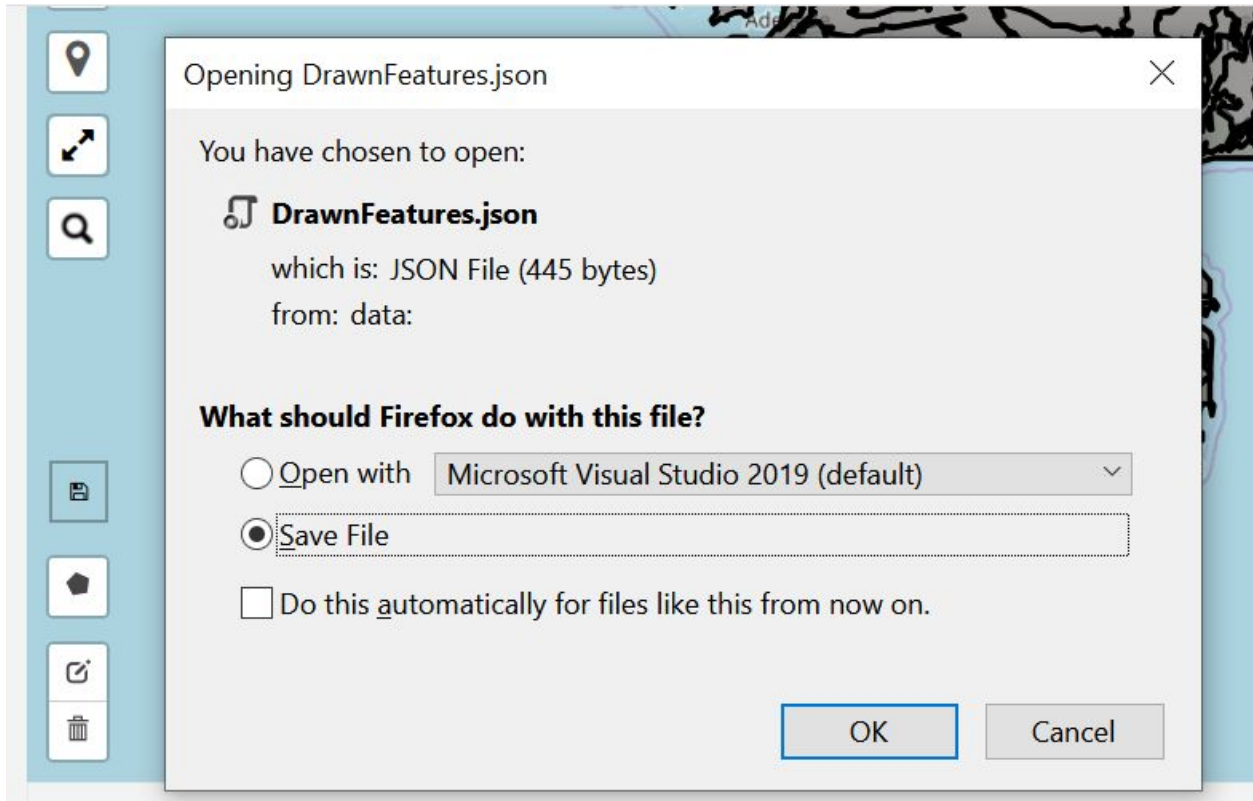 Opening DrawnFeatures.json
You have chosen to open:
DrawnFeatures.json
which is: JSON File (445 bytes)
from: data:
What should Firefox do with this file?
Open with Microsoft Visual Studio 2019 (default)
Save File
Do this automatically for files like this from now on.
OK Cancel